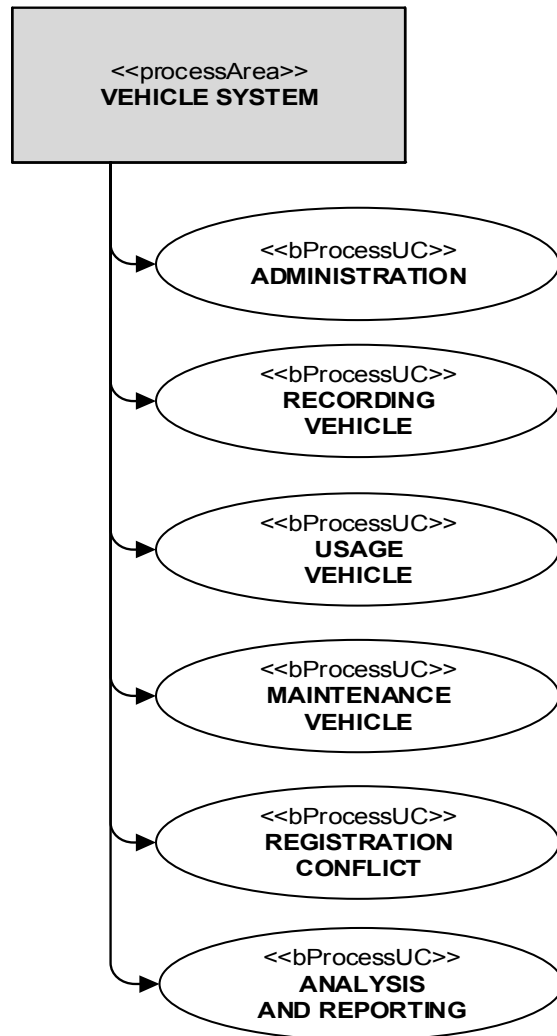 <<processArea>>
VEHICLE SYSTEM
<<bProcessUC>>
ADMINISTRATION
<<bProcessUC>>
RECORDING
VEHICLE
<<bProcessUC>>
USAGE
VEHICLE
<<bProcessUC>>
MAINTENANCE
VEHICLE
<<bProcessUC>>
REGISTRATION
CONFLICT
<<bProcessUC>>
ANALYSIS
AND REPORTING